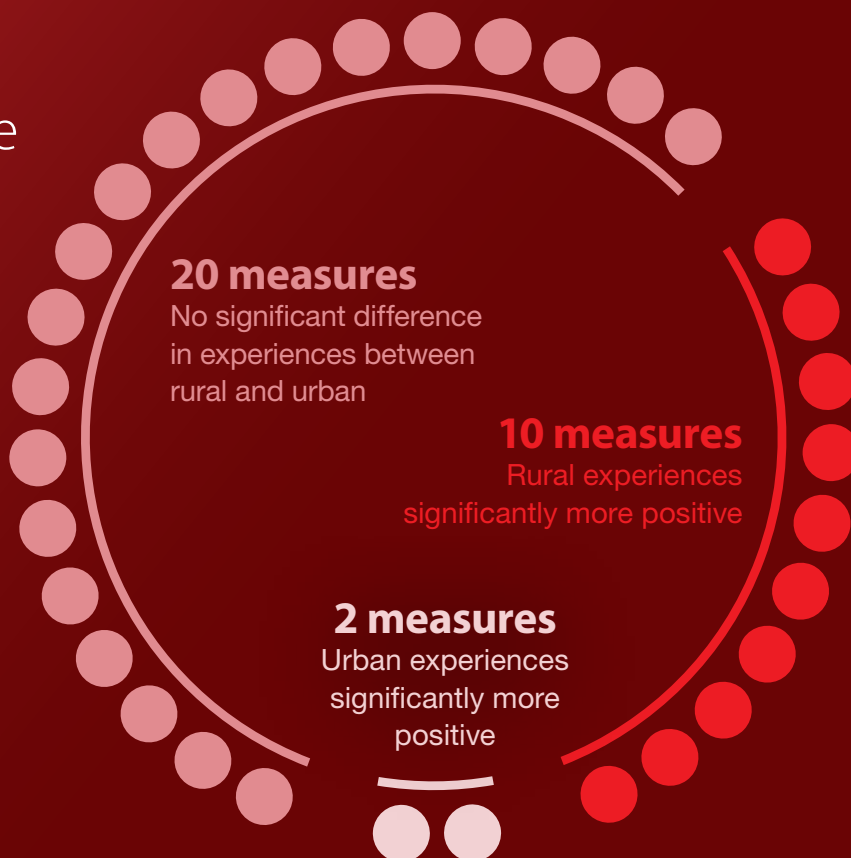 e
20 measures
No significant difference
in experiences between
rural and urban
10 measures
Rural experiences
significantly more positive
2 measures
Urban experiences
significantly more
positive